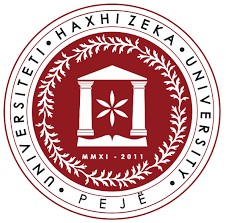 UNIVERSITETI · HAXHI ZEKA · UNIVERSITY · PEJË ·
MMXI - 2011